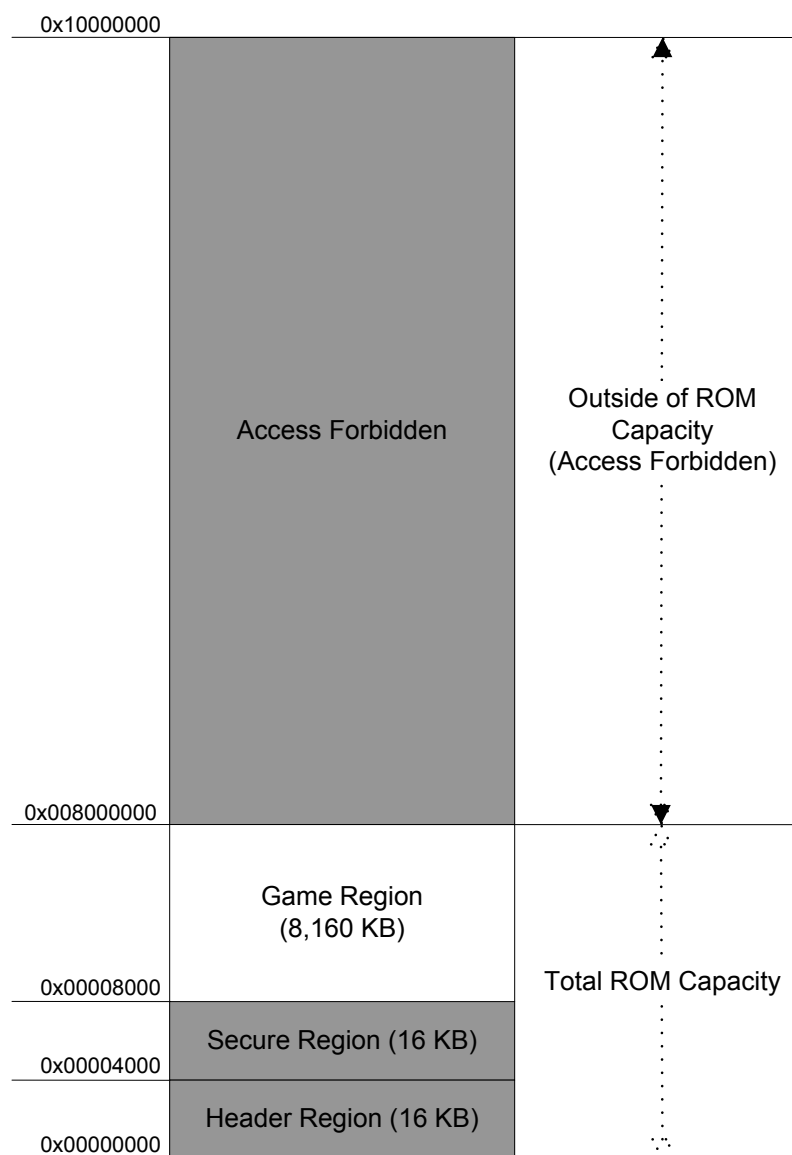 0x10000000
Access Forbidden
Outside of ROM
Capacity
(Access Forbidden)
0x008000000
Game Region
(8,160 KB)
Total ROM Capacity
0x00008000
Secure Region (16 KB)
0x00004000
Header Region (16 KB)
0x00000000